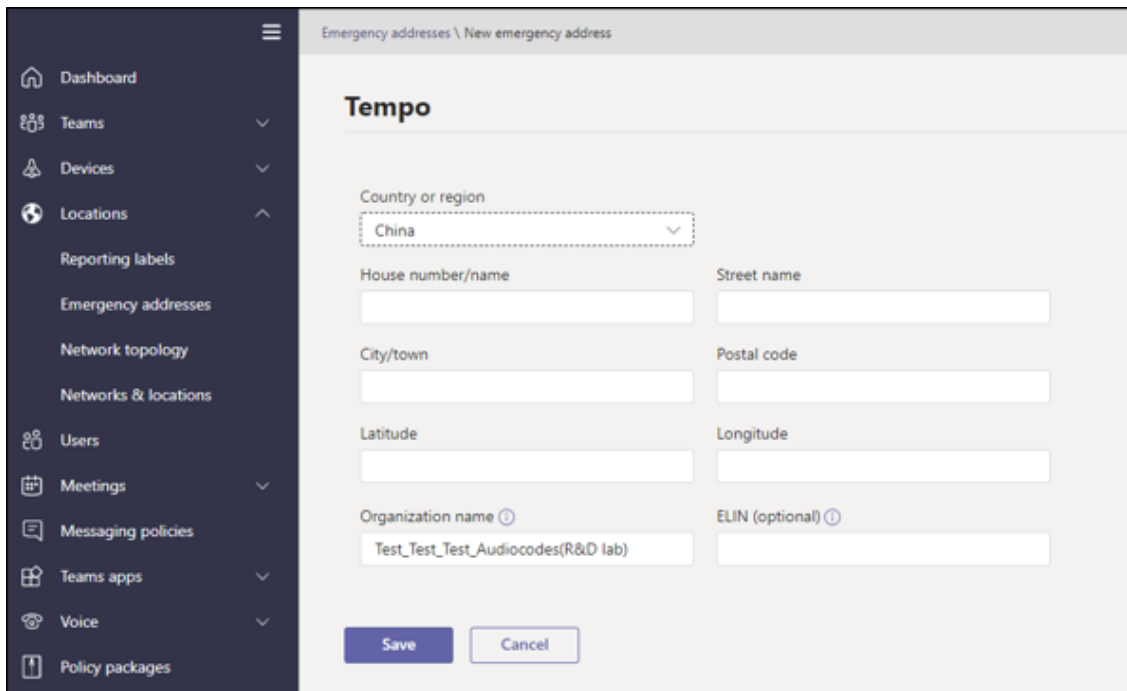 Emergency addresses \ New emergency address
Dashboard
Teams
Devices
Locations
Reporting labels
Emergency addresses
Network topology
Networks & locations
Users
Meetings
Messaging policies
Teams apps
Voice
Policy packages
Tempo
Country or region
China
House number/name
Street name
City/town
Postal code
Latitude
Longitude
Organization name
ELIN (optional)
Test_Test_Test_Audiocodes(R&D lab)
Save
Cancel